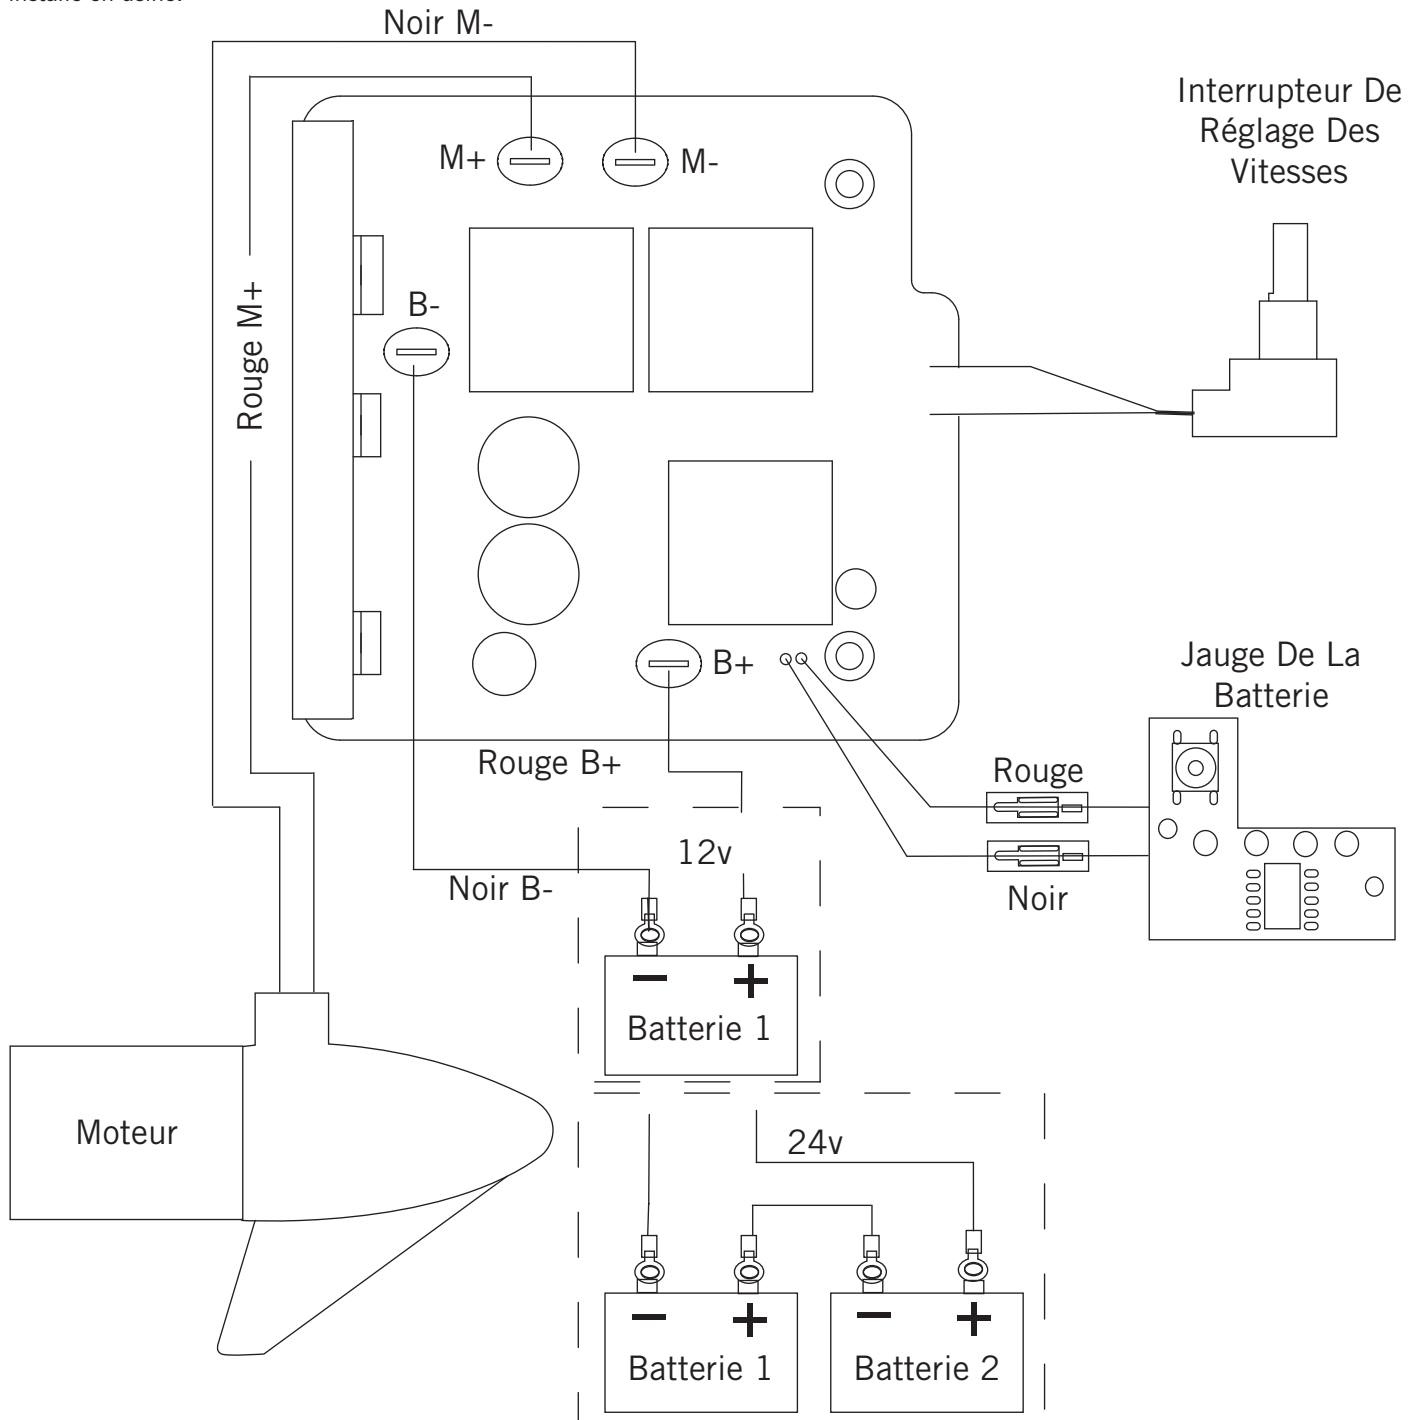 Noir M-
Interrupteur De
Réglage Des
Vitesses
M+
M-
Rouge M+
B-
B+
Jauge De La
Batterie
Rouge B+
Rouge
12v
Noir B-
Noir
Batterie 1
Moteur
24v
Batterie 1
Batterie 2